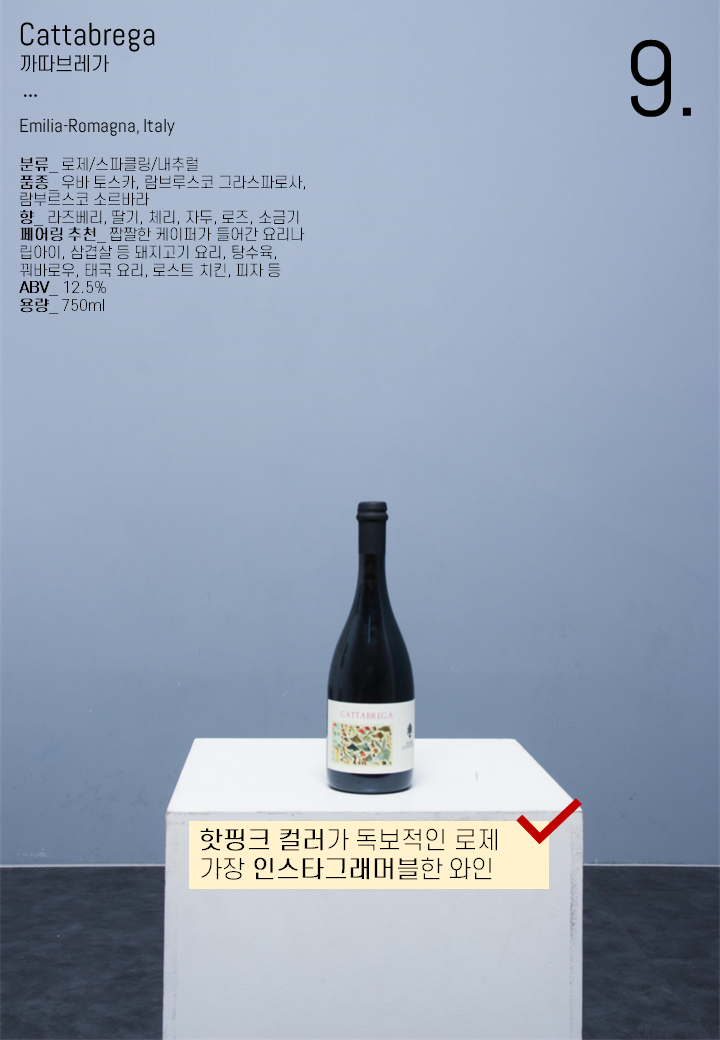 Cattabrega
까따브레가
...
Emilia-Romagna, Italy
9.
분류_ 로제/스파클링/내추럴
품종_ 우바 토스카, 람브루스코 그라스파로사,
람부르스코 소르바라
향_ 라즈베리, 딸기, 체리, 자두, 로즈, 소금기
페어링 추천_ 짭짤한 케이퍼가 들어간 요리나
립아이, 삼겹살 등 돼지고기 요리, 탕수육,
꿔바로우, 태국 요리, 로스트 치킨, 피자 등
ABV_ 12.5%
용량_ 750ml
CATTABREGA
핫핑크 컬러가 독보적인 로제
가장 인스타그래머블한 와인